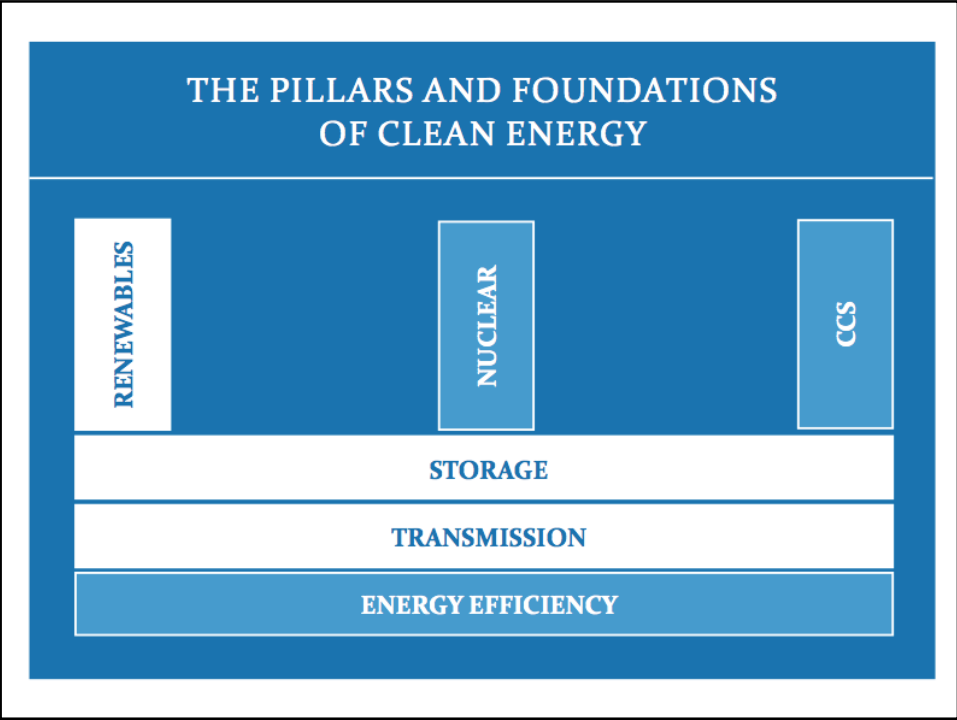 THE PILLARS AND FOUNDATIONS
OF CLEAN ENERGY
RENEWABLES
NUCLEAR
CCS
STORAGE
TRANSMISSION
ENERGY EFFICIENCY